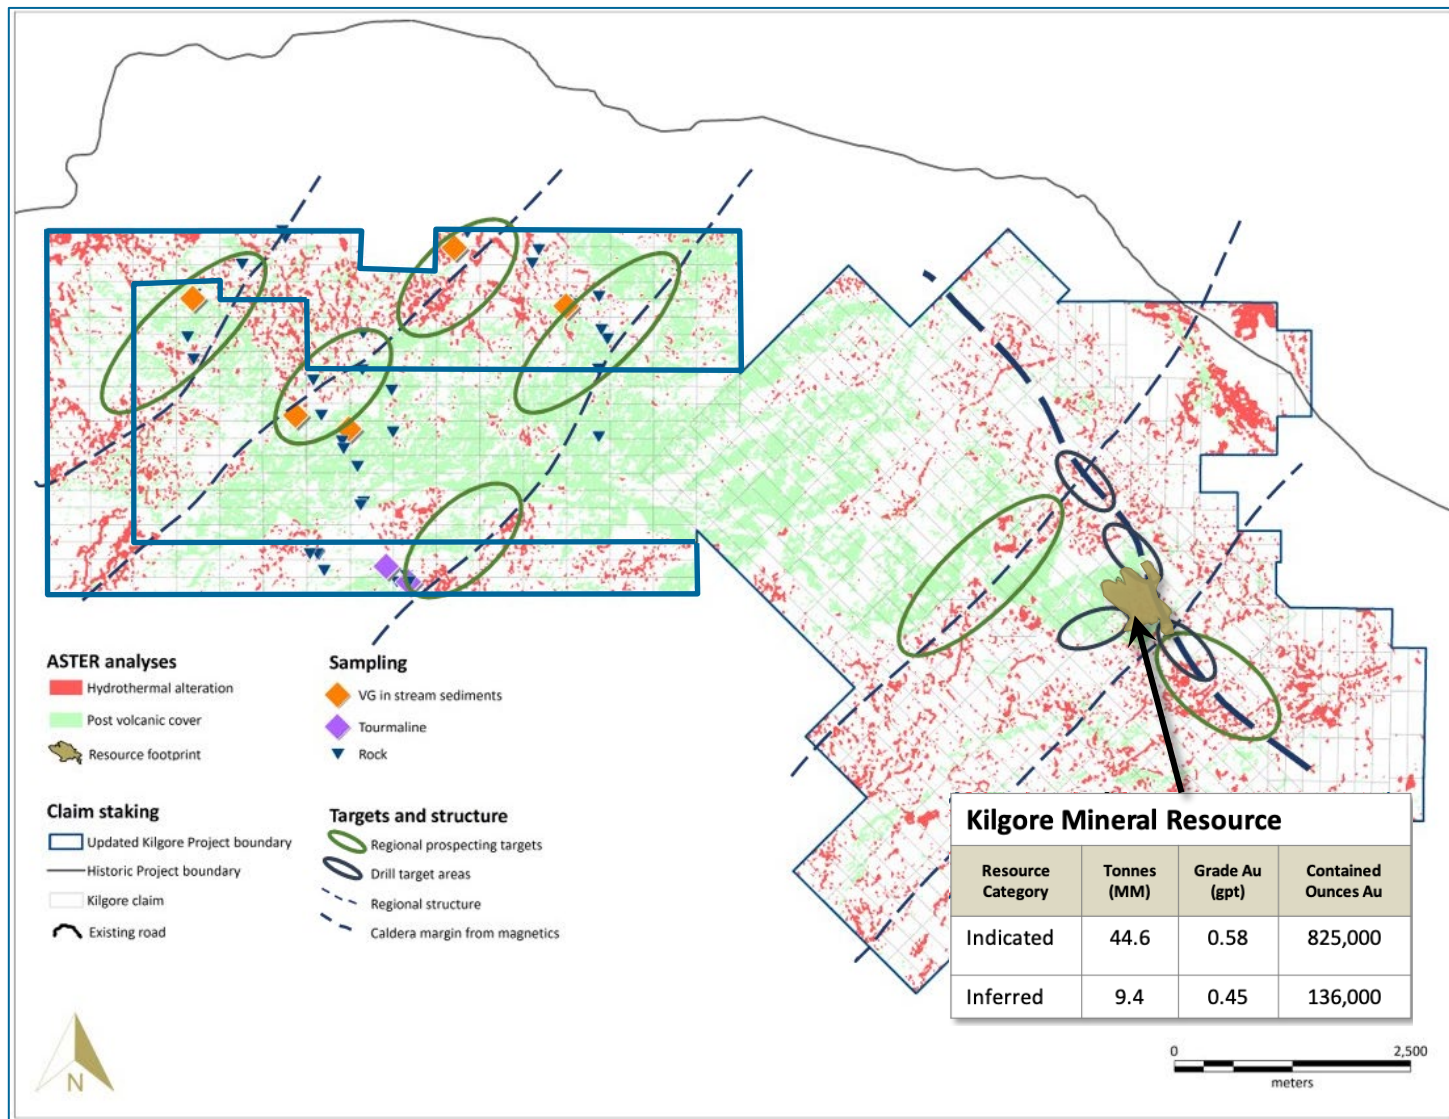 ASTER analyses
Hydrothermal alteration
Post volcanic cover
Resource footprint
Sampling
VG in stream sediments
Tourmaline
Rock
Claim staking
Updated Kilgore Project boundary
Historic Project boundary
Kilgore claim
Existing road
Targets and structure
Regional prospecting targets
Drill target areas
Regional structure
Caldera margin from magnetics
Kilgore Mineral Resource
Resource Category Tonnes (MM) Grade Au (gpt) Contained Ounces Au
Indicated 44.6 0.58 825,000
Inferred 9.4 0.45 136,000
N
0 2,500
meters